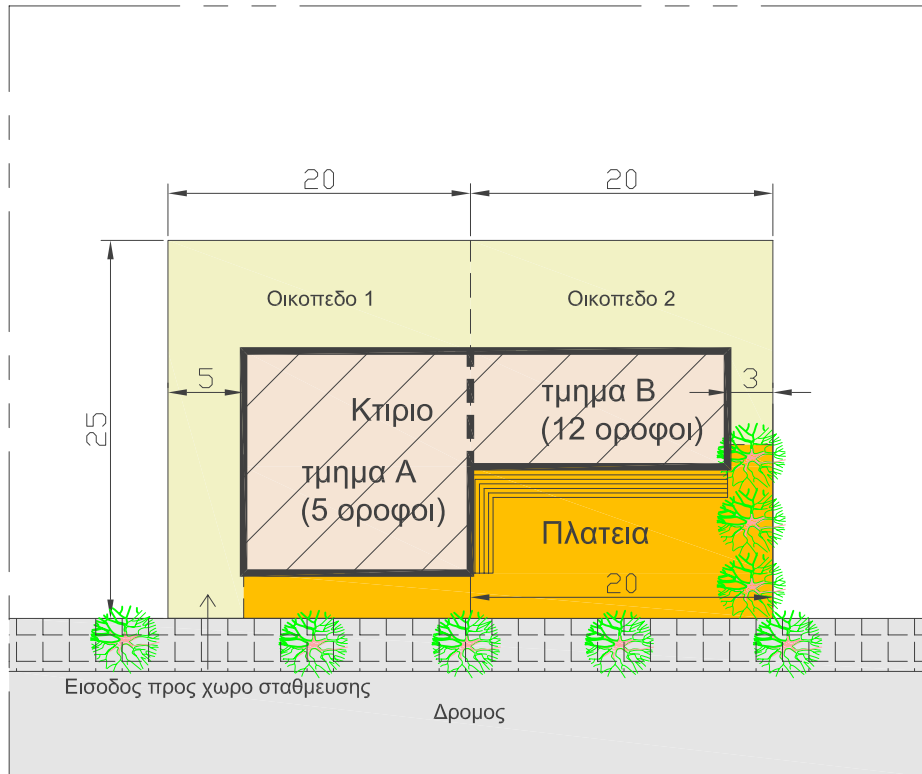 20
20
Οικοπεδο 1
Οικοπεδο 2
5
3
25
Κτιριο
τμημα Α
(5 οροφοι)
τμημα Β
(12 οροφοι)
Πλατεια
20
Εισοδος προς χωρο σταθμευσης
Δρομος